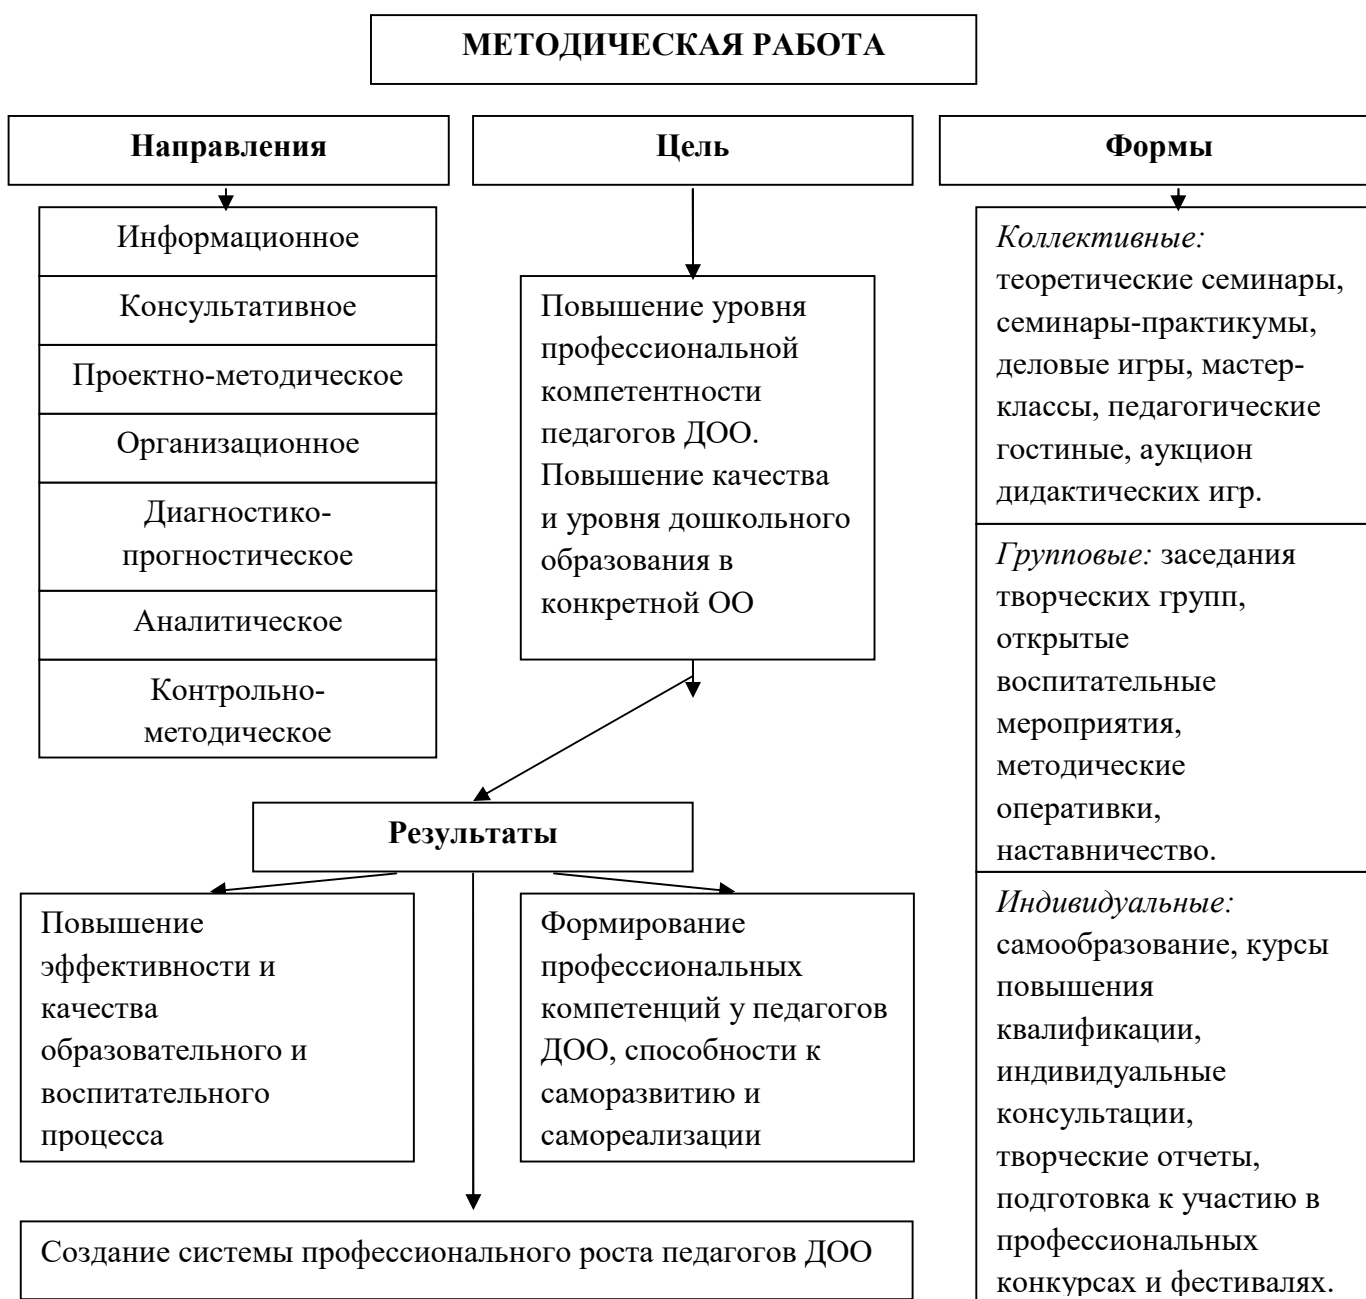 МЕТОДИЧЕСКАЯ РАБОТА
Направления
Информационное
Консультативное
Проектно-методическое
Организационное
Диагностико-
прогностическое
Аналитическое
Контрольно-
методическое
Цель
Повышение уровня
профессиональной
компетентности
педагогов ДОО.
Повышение качества
и уровня дошкольного
образования в
конкретной ОО
Формы
Коллективные:
теоретические семинары,
семинары-практикумы,
деловые игры, мастер-
классы, педагогические
гостиные, аукцион
дидактических игр.
Групповые: заседания
творческих групп,
открытые
воспитательные
мероприятия,
методические
оперативки,
наставничество.
Индивидуальные:
самообразование, курсы
повышения
квалификации,
индивидуальные
консультации,
творческие отчеты,
подготовка к участию в
профессиональных
конкурсах и фестивалях.
Результаты
Повышение
эффективности и
качества
образовательного и
воспитательного
процесса
Формирование
профессиональных
компетенций у педагогов
ДОО, способности к
саморазвитию и
самореализации
Создание системы профессионального роста педагогов ДОО